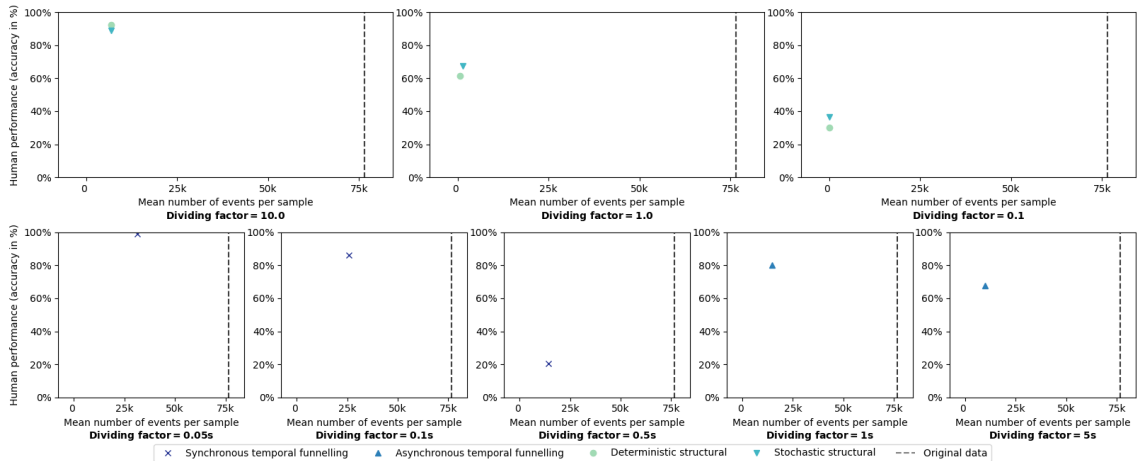 Human performance (accuracy in %)
100%
80%
60%
40%
20%
0%
0
25k
50k
75k
Mean number of events per sample
Dividing factor = 10.0
100%
80%
60%
40%
20%
0%
0
25k
50k
75k
Mean number of events per sample
Dividing factor = 1.0
100%
80%
60%
40%
20%
0%
0
25k
50k
75k
Mean number of events per sample
Dividing factor = 0.1
Human performance (accuracy in %)
100%
80%
60%
40%
20%
0%
0
25k
50k
75k
Mean number of events per sample
Dividing factor = 0.05s
100%
80%
60%
40%
20%
0%
0
25k
50k
75k
Mean number of events per sample
Dividing factor = 0.1s
100%
80%
60%
40%
20%
0%
0
25k
50k
75k
Mean number of events per sample
Dividing factor = 0.5s
100%
80%
60%
40%
20%
0%
0
25k
50k
75k
Mean number of events per sample
Dividing factor = 1s
100%
80%
60%
40%
20%
0%
0
25k
50k
75k
Mean number of events per sample
Dividing factor = 5s
Synchronous temporal funnelling
Asynchronous temporal funnelling
Deterministic structural
Stochastic structural
Original data